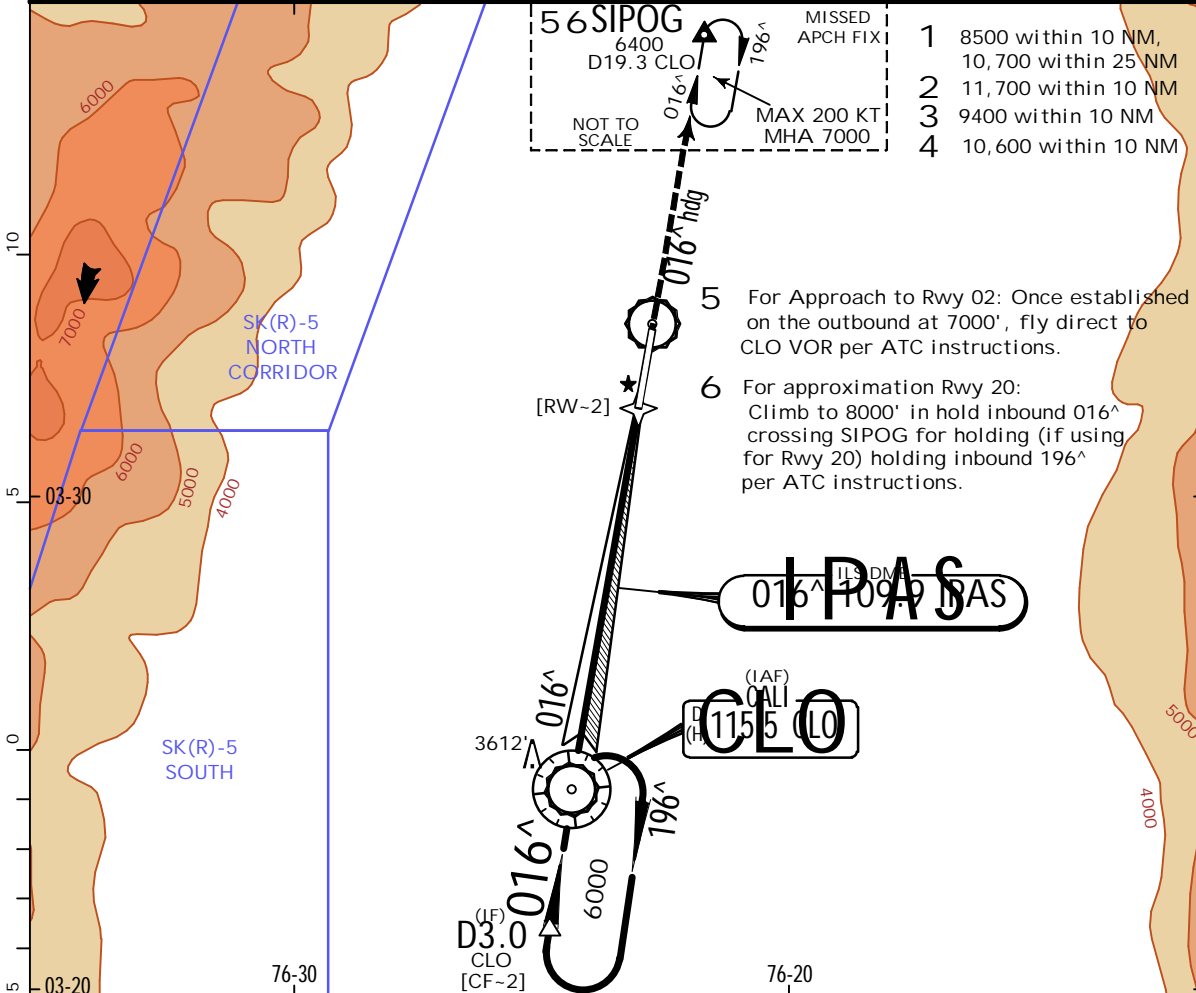 56 SIPOG
6400
D19.3 CLO
MISSED
APCH FIX
016^
196^
NOT TO
SCALE
MAX 200 KT
MHA 7000
1 8500 within 10 NM,
10,700 within 25 NM
2 11,700 within 10 NM
3 9400 within 10 NM
4 10,600 within 10 NM
6000
10
016^ hdg
7000
SK(R)-5
NORTH
CORRIDOR
5 For Approach to Rwy 02: Once established
on the outbound at 7000', fly direct to
CLO VOR per ATC instructions.
[RW~2]
6 For approximation Rwy 20:
Climb to 8000' in hold inbound 016^
crossing SIPOG for holding (if using
for Rwy 20) holding inbound 196^
per ATC instructions.
6000
5000
4000
5
03-30
IPAS
ILS DME
016^ 109.9 IPAS
016^
(IAF)
CALI
CLO
D
(H)
115.5 CLO
5000
0
SK(R)-5
SOUTH
3612'
196^
4000
016^
6000
(IF)
D3.0
CLO
[CF~2]
76-30
76-20
5
03-20